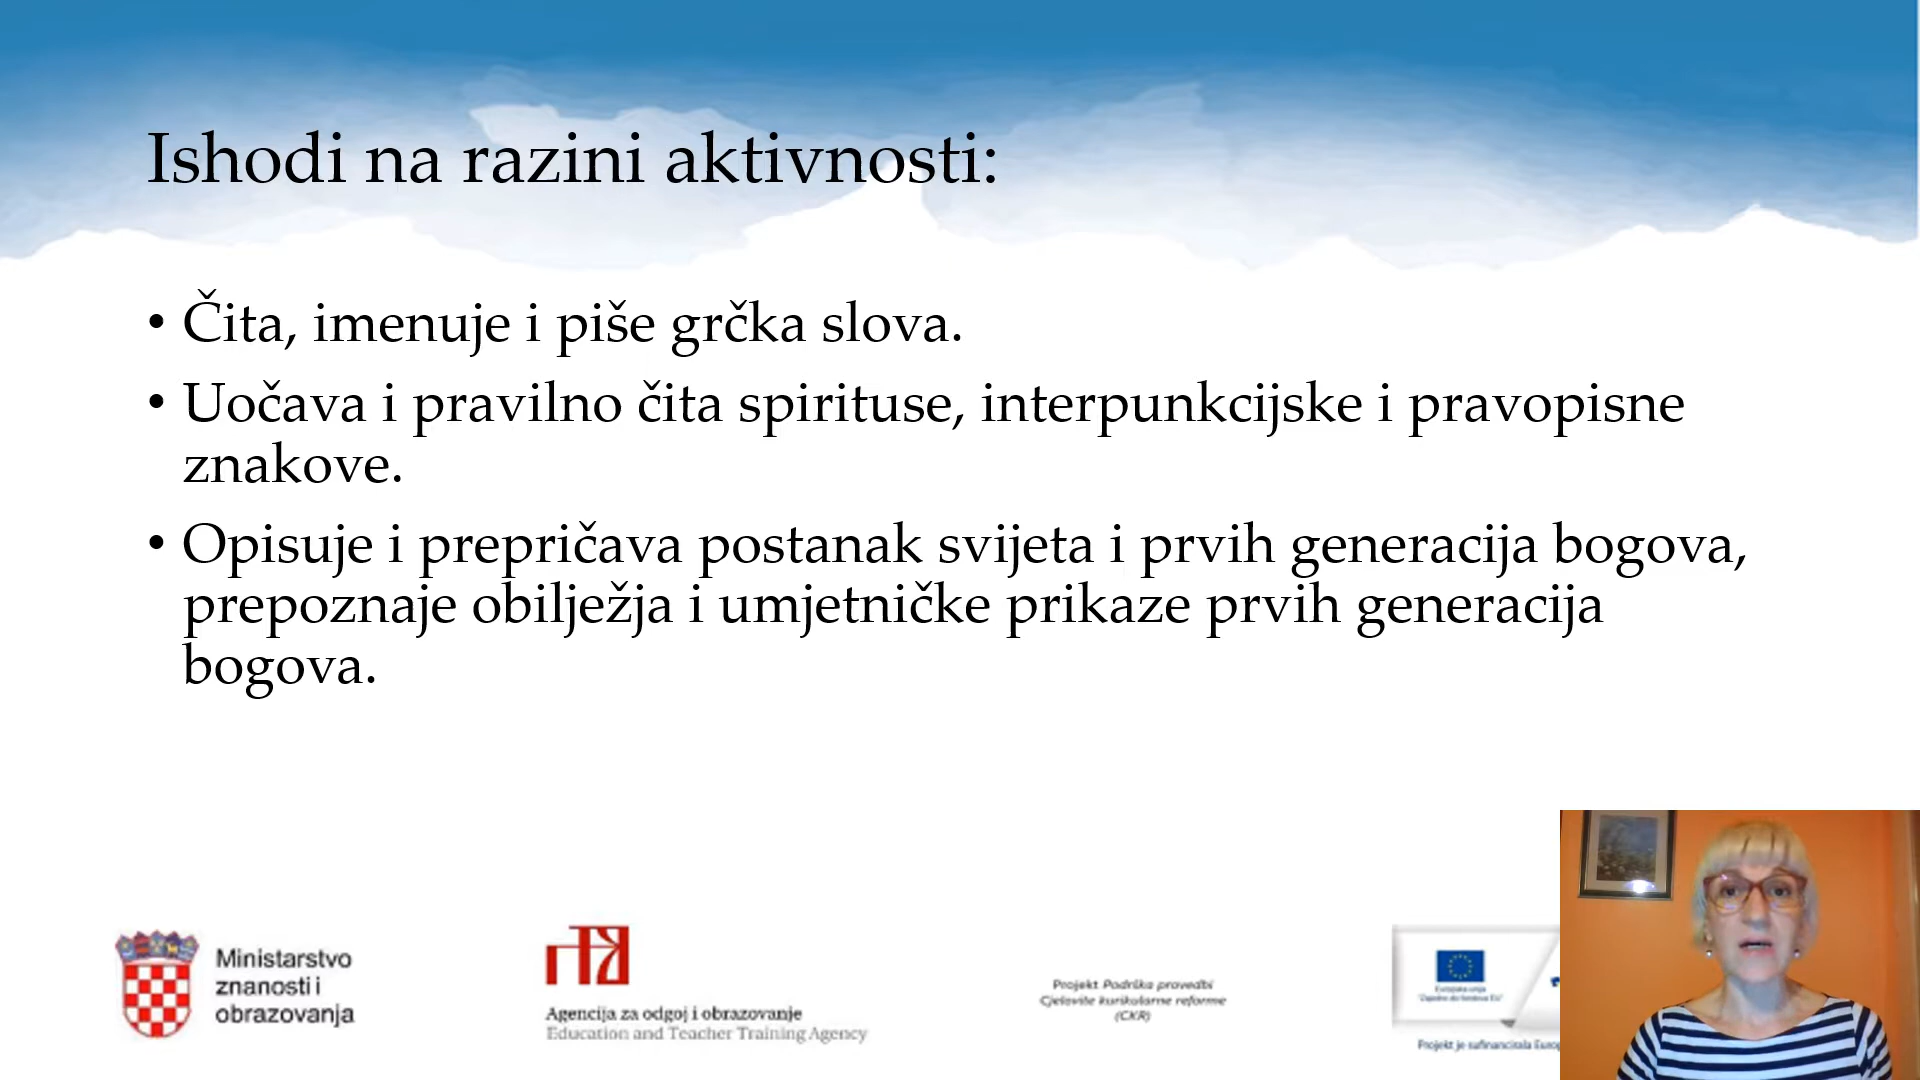 Ishodi na razini aktivnosti:
• Čita, imenuje i piše grčka slova.
• Uočava i pravilno čita spirituse, interpunkcijske i pravopisne
znakove.
• Opisuje i prepričava postanak svijeta i prvih generacija bogova,
prepoznaje obilježja i umjetničke prikaze prvih generacija
bogova.
Ministarstvo
znanosti i
obrazovanja
Agencija za odgoj i obrazovanje
Education and Teacher Training Agency
Projekt Podrška provedbi
Cjelovite kurikularne reforme
(CKR)
Europska unija
"Zajedno do fondova EU"
Projekt je sufinancirala